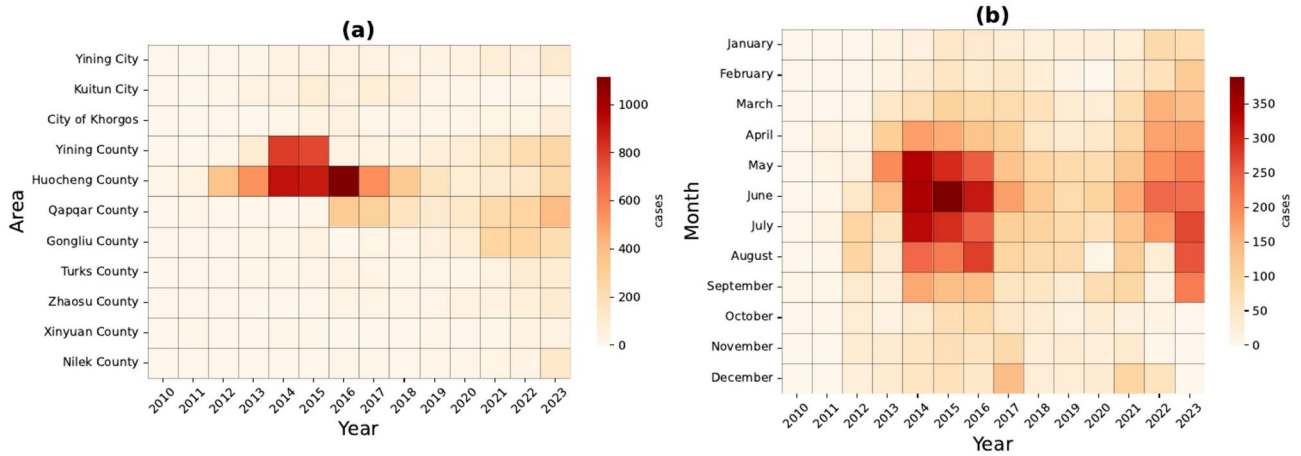 (a)
Area
Yining City
Kuitun City
City of Khorgos
Yining County
Huocheng County
Qapqar County
Gongliu County
Turks County
Zhaosu County
Xinyuan County
Nilek County
2010 2011 2012 2013 2014 2015 2016 2017 2018 2019 2020 2021 2022 2023
Year
1000
800
600
400
200
0
cases
(b)
Month
January
February
March
April
May
June
July
August
September
October
November
December
2010 2011 2012 2013 2014 2015 2016 2017 2018 2019 2020 2021 2022 2023
Year
350
300
250
200
150
100
50
0
cases